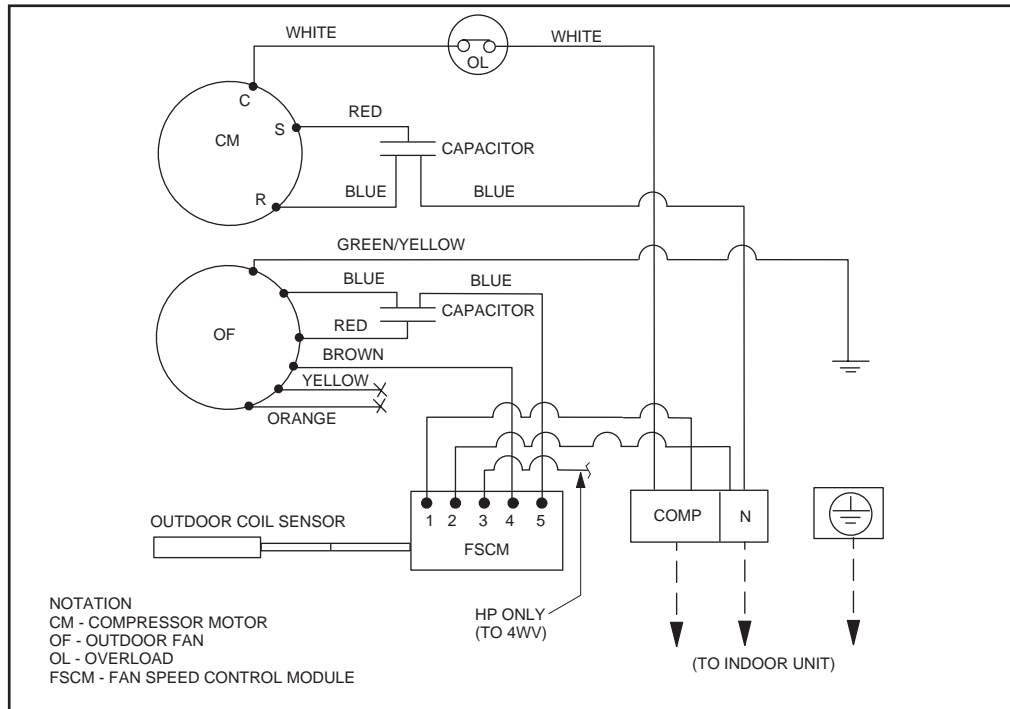 WHITE
WHITE
OL
C
RED
S
CM
CAPACITOR
BLUE
BLUE
R
GREEN/YELLOW
BLUE
BLUE
CAPACITOR
RED
OF
BROWN
YELLOW
ORANGE
COMP
N
1 2 3 4 5
OUTDOOR COIL SENSOR
FSCM
HP ONLY
(TO 4WV)
(TO INDOOR UNIT)
NOTATION
CM - COMPRESSOR MOTOR
OF - OUTDOOR FAN
OL - OVERLOAD
FSCM - FAN SPEED CONTROL MODULE